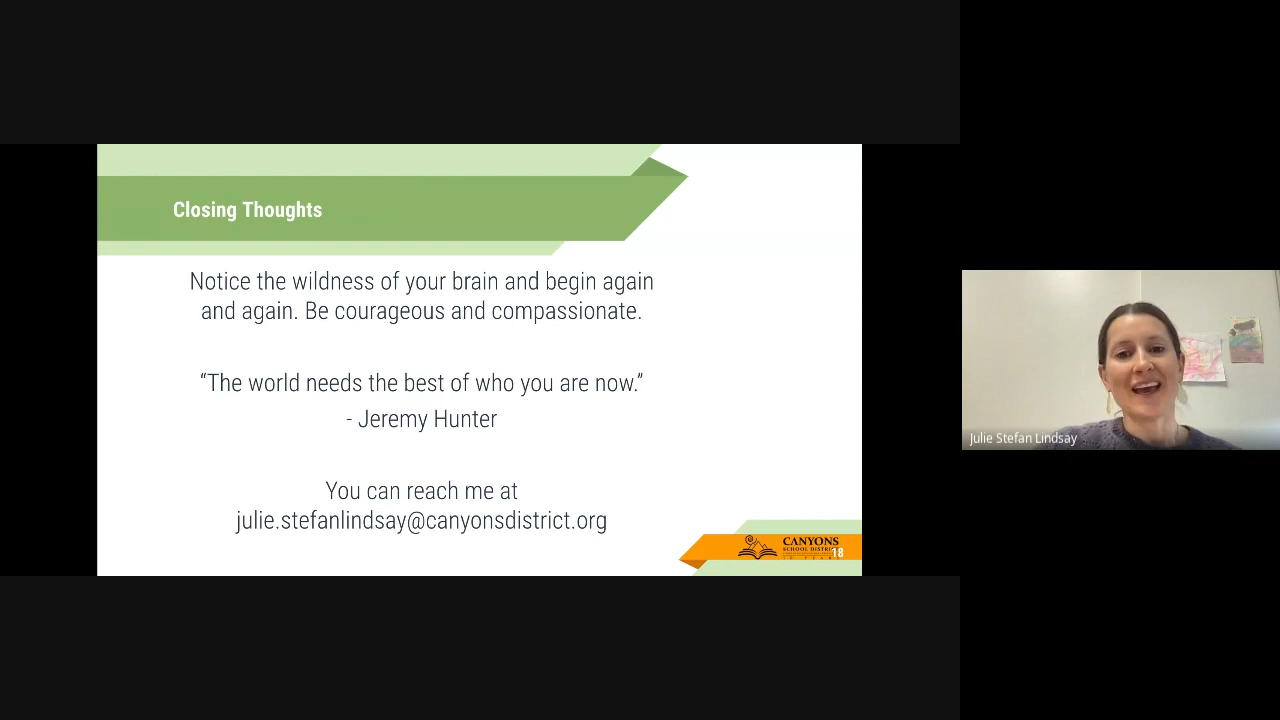 Closing Thoughts
Notice the wildness of your brain and begin again
and again. Be courageous and compassionate.
“The world needs the best of who you are now.”
- Jeremy Hunter
You can reach me at
julie.stefanlindsay@canyonsdistrict.org
CANYONS
SCHOOL
18
Julie Stefan Lindsay